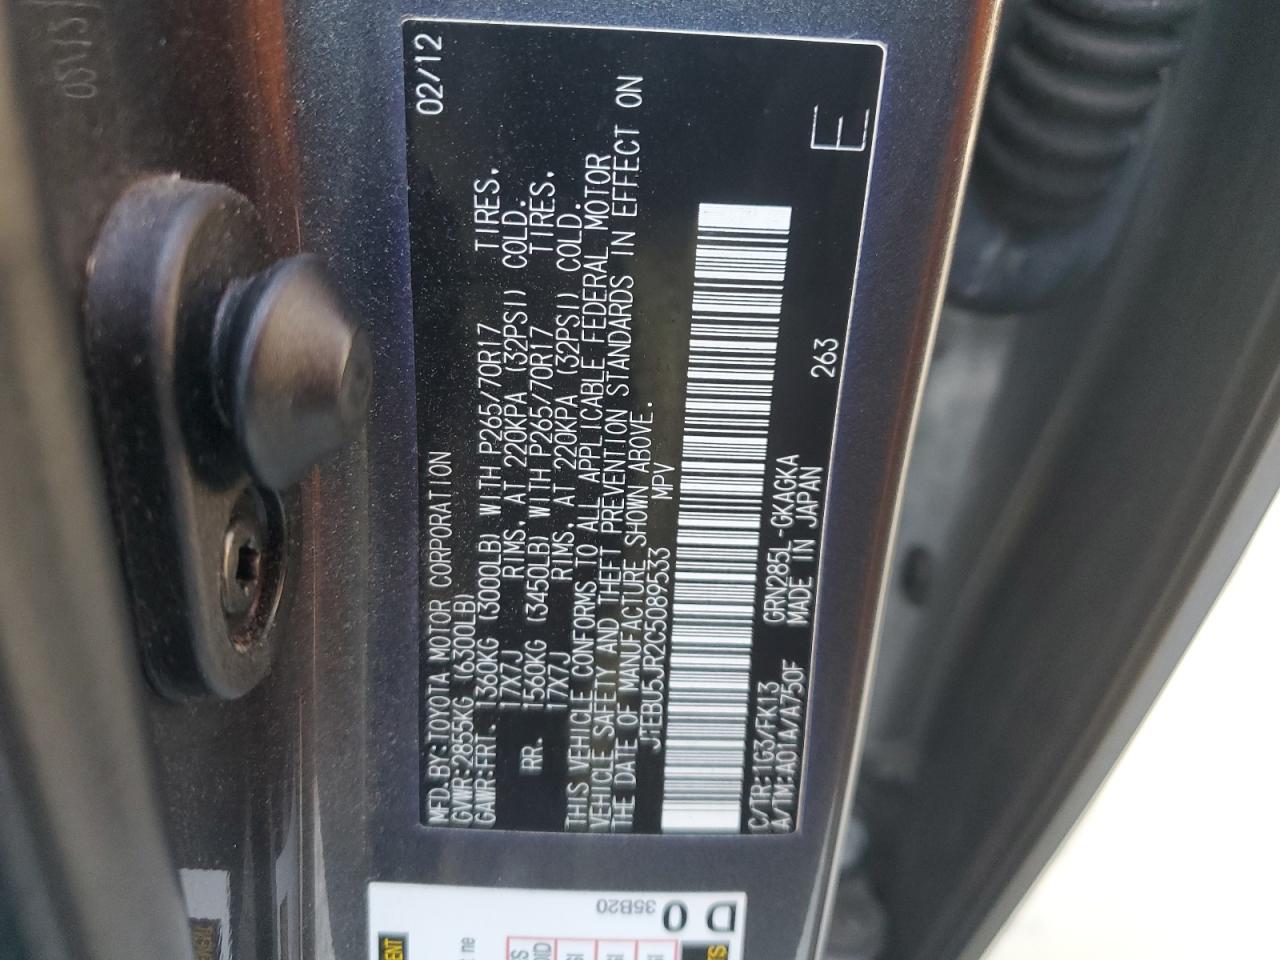 MFD.BY:TOYOTA MOTOR CORPORATION 02/12
GVWR:2855KG (6300LB)
GAWR:FRT. 1360KG (3000LB) WITH P265/70R17 TIRES.
17X7J RIMS. AT 220KPA (32PSI) COLD.
RR. 1560KG (3450LB) WITH P265/70R17 TIRES.
17X7J RIMS. AT 220KPA (32PSI) COLD.
THIS VEHICLE CONFORMS TO ALL APPLICABLE FEDERAL MOTOR
VEHICLE SAFETY AND THEFT PREVENTION STANDARDS IN EFFECT ON
THE DATE OF MANUFACTURE SHOWN ABOVE.
JTEBU5JR2C5089533 MPV
C/TR:1G3/FK13 GRN285L-GKAGKA 263 E
A/TM:A01A/A750F MADE IN JAPAN
35B20
D 0